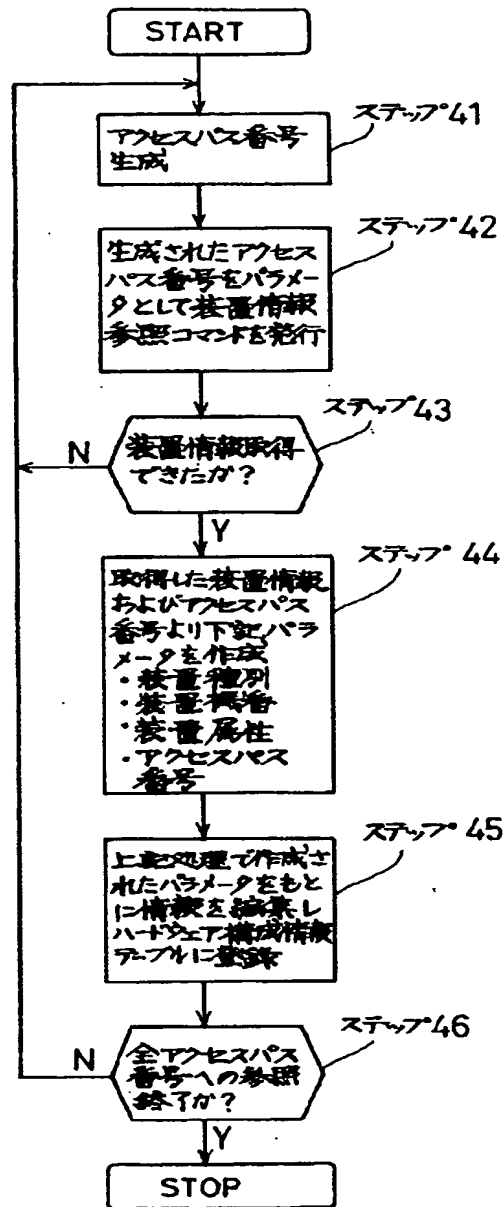 START
ステップ41
アクセスパス番号
生成
ステップ42
生成されたアクセス
パス番号をパラメー
タとして装置情報
参照コマンドを発行
ステップ43
装置情報取得
できたか？
N
Y
ステップ44
取得した装置情報
およびアクセスパス
番号より下記パラ
メータを作成
・装置種別
・装置機番
・装置属性
・アクセスパス
番号
ステップ45
上記処理で作成さ
れたパラメータをもと
に情報を編集し
ハードウェア構成情報
テーブルに登録
ステップ46
全アクセスパス
番号への参照
終了か？
N
Y
STOP